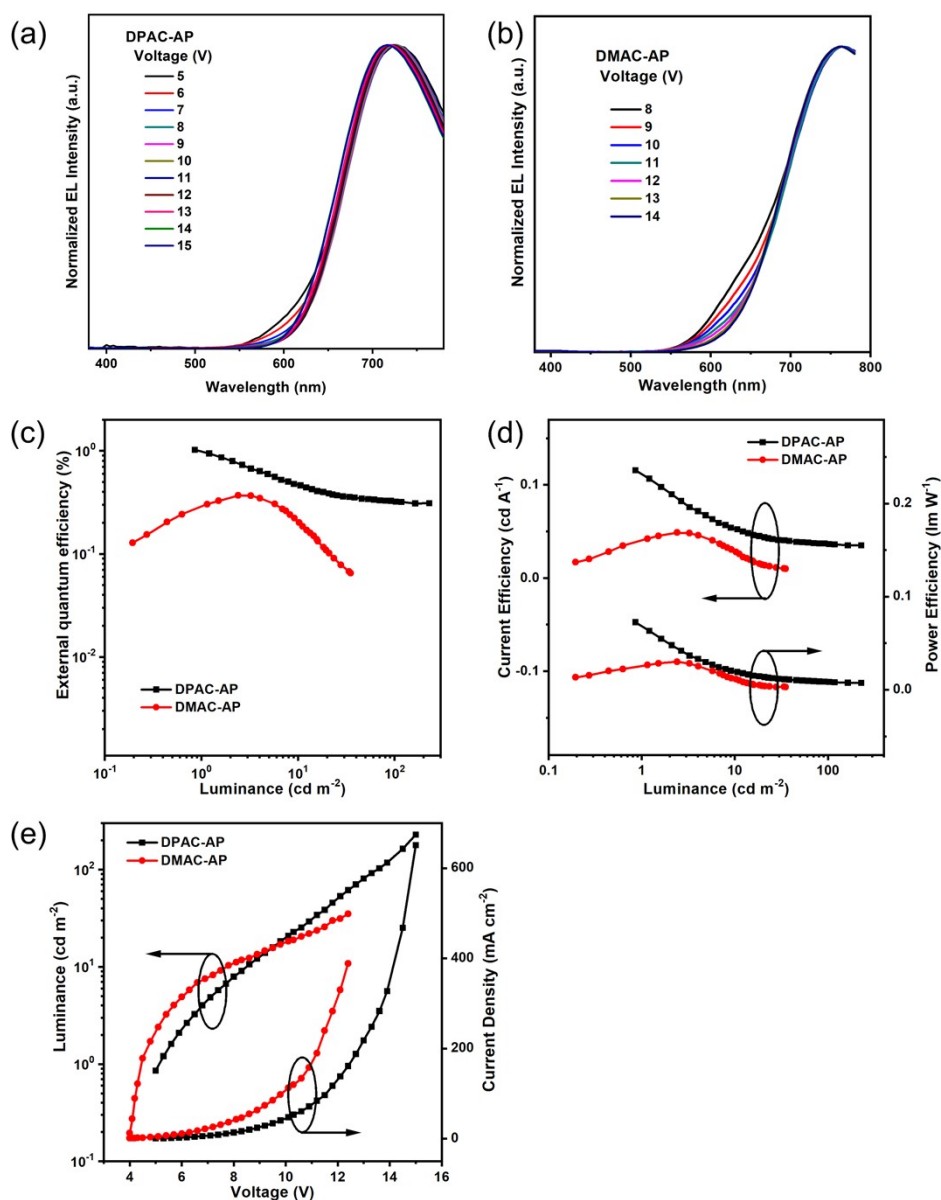 (a)
DPAC-AP
Voltage (V)
5
6
7
8
9
10
11
12
13
14
15
Normalized EL Intensity (a.u.)
400 500 600 700
Wavelength (nm)
(b)
DMAC-AP
Voltage (V)
8
9
10
11
12
13
14
Normalized EL Intensity (a.u.)
400 500 600 700 800
Wavelength (nm)
(c)
External quantum efficiency (%)
10⁰
10⁻¹
10⁻²
DPAC-AP
DMAC-AP
10⁻¹ 10⁰ 10¹ 10²
Luminance (cd m⁻²)
(d)
DPAC-AP
DMAC-AP
Current Efficiency (cd A⁻¹)
0.1
0.0
-0.1
Power Efficiency (lm W⁻¹)
0.2
0.1
0.0
0.1 1 10 100
Luminance (cd m⁻²)
(e)
DPAC-AP
DMAC-AP
Luminance (cd m⁻²)
10²
10¹
10⁰
10⁻¹
Current Density (mA cm⁻²)
600
400
200
0
2 4 6 8 10 12 14 16
Voltage (V)